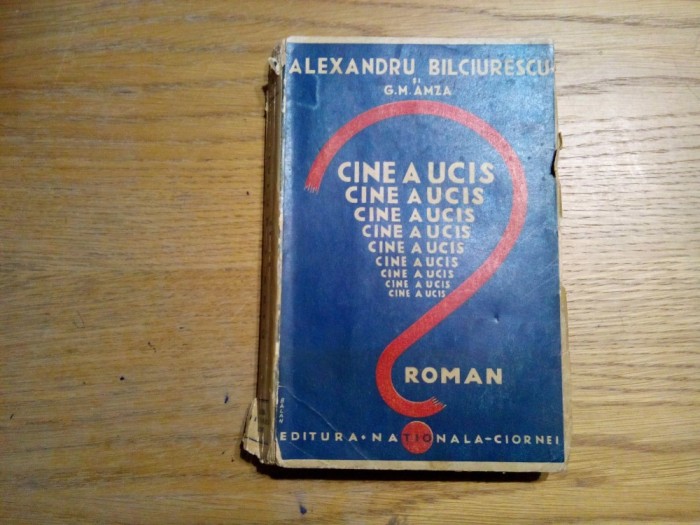 ALEXANDRU BILCIURESCU
ȘI
G.M. AMZA
CINE A UCIS
CINE A UCIS
CINE A UCIS
CINE A UCIS
CINE A UCIS
CINE A UCIS
CINE A UCIS
CINE A UCIS
CINE A UCIS
ROMAN
EDITURA • NAȚIONALA-CIORNEI